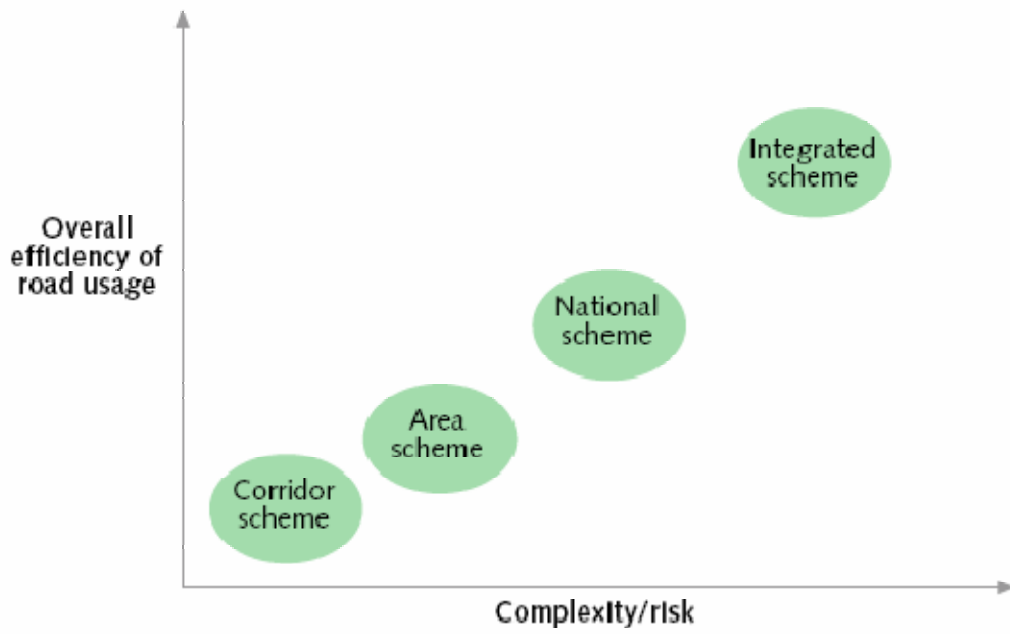 Integrated
scheme
Overall
efficiency of
road usage
National
scheme
Area
scheme
Corridor
scheme
Complexity/risk